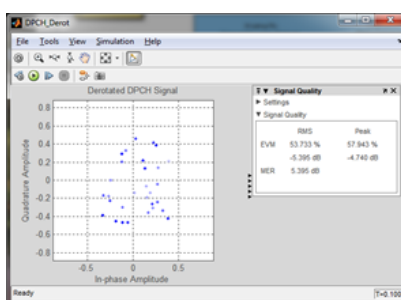 DPCH_Derot
File Tools View Simulation Help
Derotated DPCH Signal
0.8
0.6
0.4
0.2
0
-0.2
-0.4
-0.6
-0.8
Quadrature Amplitude
-0.5 0 0.5
In-phase Amplitude
Signal Quality
Settings
Signal Quality
RMS Peak
EVM 53.733 % 57.943 %
-5.395 dB -4.740 dB
MER 5.395 dB
Ready T=0.100